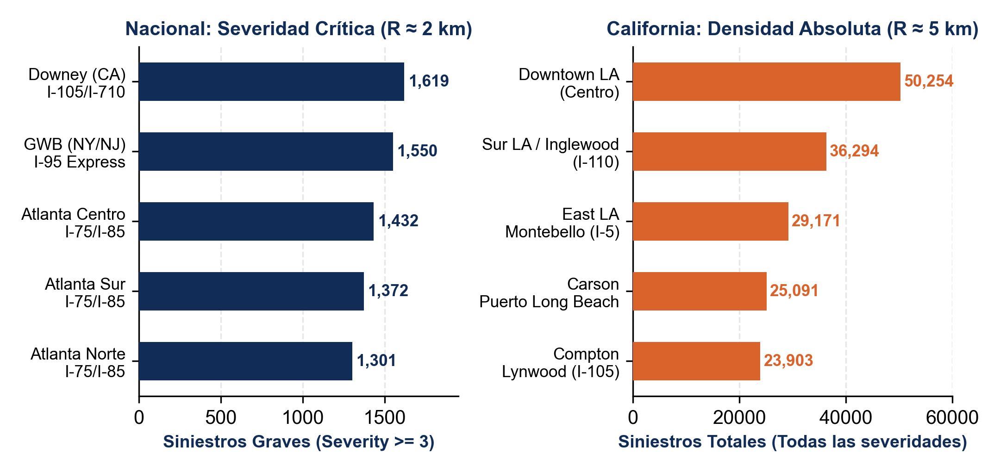 Nacional: Severidad Crítica (R ≈ 2 km)
Downey (CA)
I-105/I-710
1,619
GWB (NY/NJ)
I-95 Express
1,550
Atlanta Centro
I-75/I-85
1,432
Atlanta Sur
I-75/I-85
1,372
Atlanta Norte
I-75/I-85
1,301
0 500 1000 1500
Siniestros Graves (Severity >= 3)
California: Densidad Absoluta (R ≈ 5 km)
Downtown LA
(Centro)
50,254
Sur LA / Inglewood
(I-110)
36,294
East LA
Montebello (I-5)
29,171
Carson
Puerto Long Beach
25,091
Compton
Lynwood (I-105)
23,903
0 20000 40000 60000
Siniestros Totales (Todas las severidades)